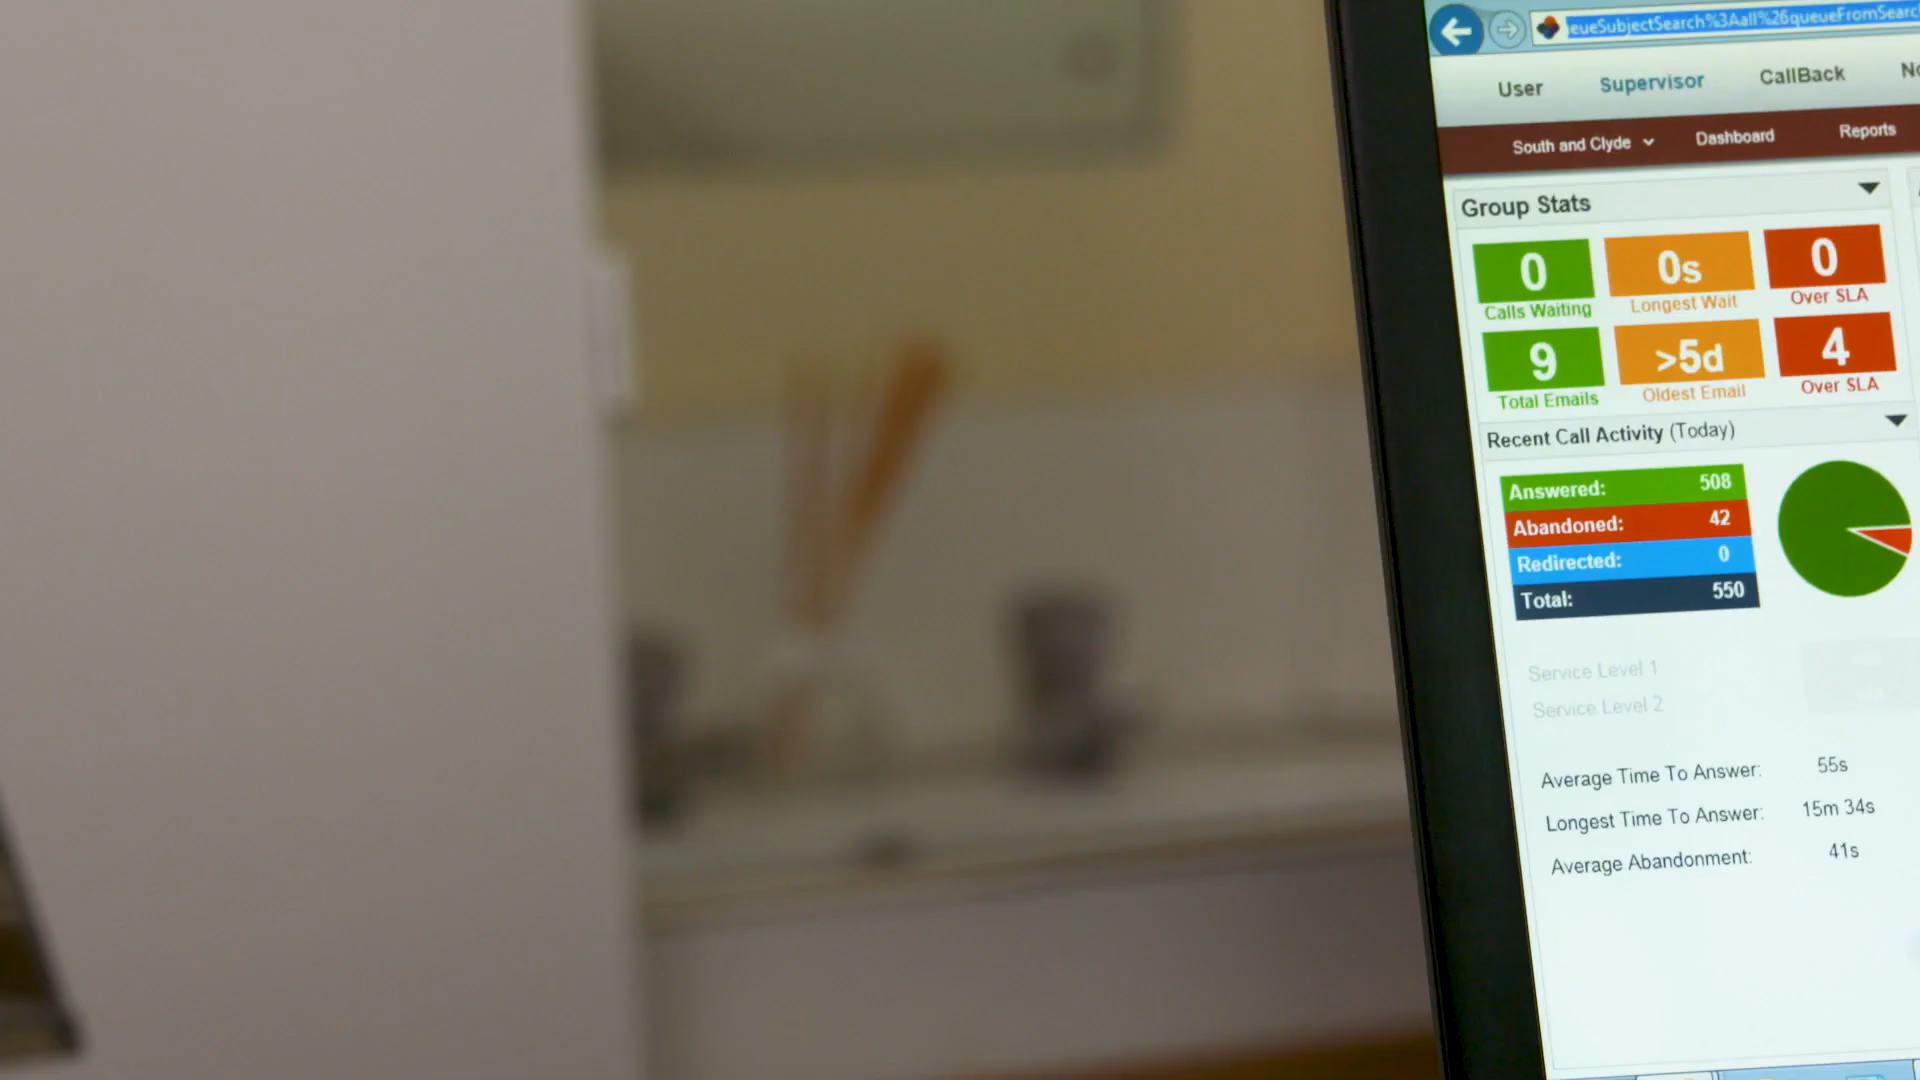 eueSubjectSearch%3Aall%26queueFromSearc
User Supervisor CallBack
South and Clyde Dashboard Reports
Group Stats
0 0s 0
Calls Waiting Longest Wait Over SLA
9 >5d 4
Total Emails Oldest Email Over SLA
Recent Call Activity (Today)
Answered: 508
Abandoned: 42
Redirected: 0
Total: 550
Service Level 1
Service Level 2
Average Time To Answer: 55s
Longest Time To Answer: 15m 34s
Average Abandonment: 41s